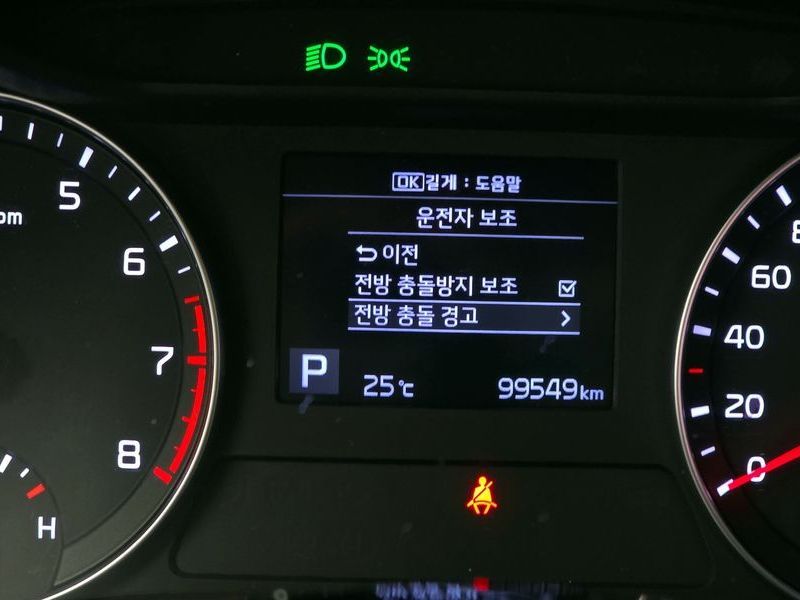 OK길게 : 도움말
운전자 보조
이전
전방 충돌방지 보조
전방 충돌 경고
P 25℃ 99549km
5
6
7
8
H
60
40
20
0